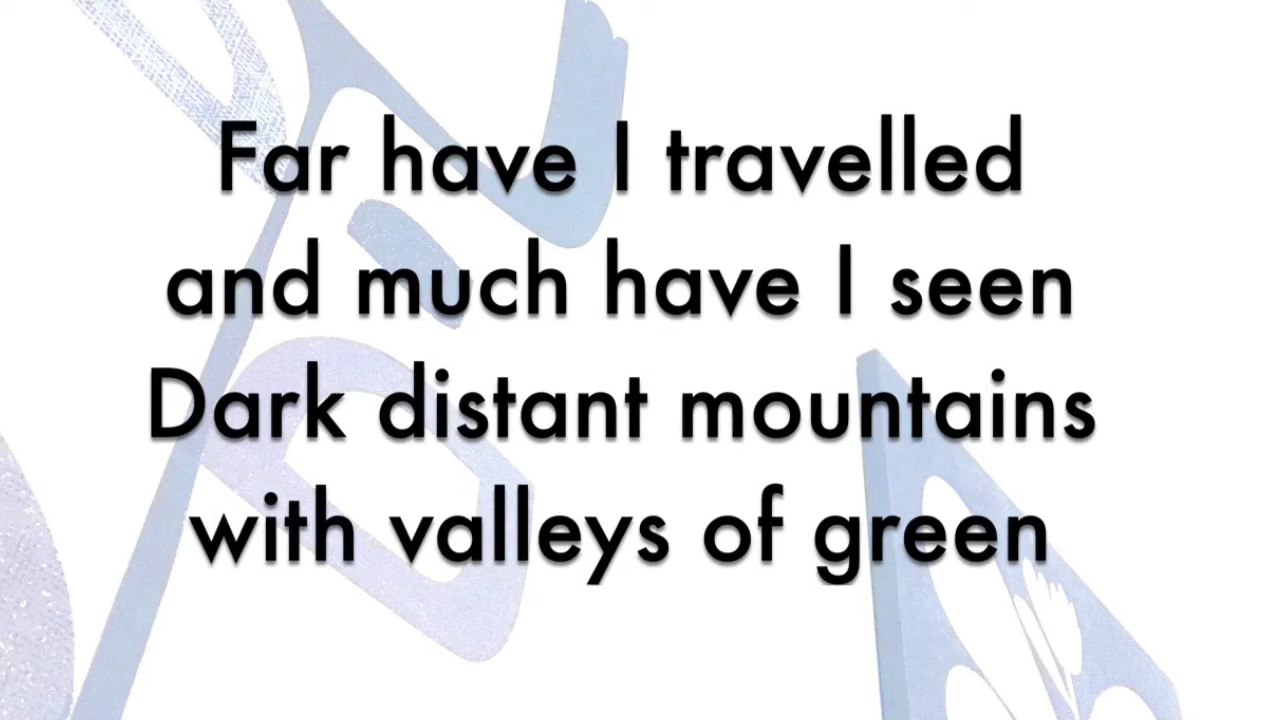 Far have I travelled
and much have I seen
Dark distant mountains
with valleys of green